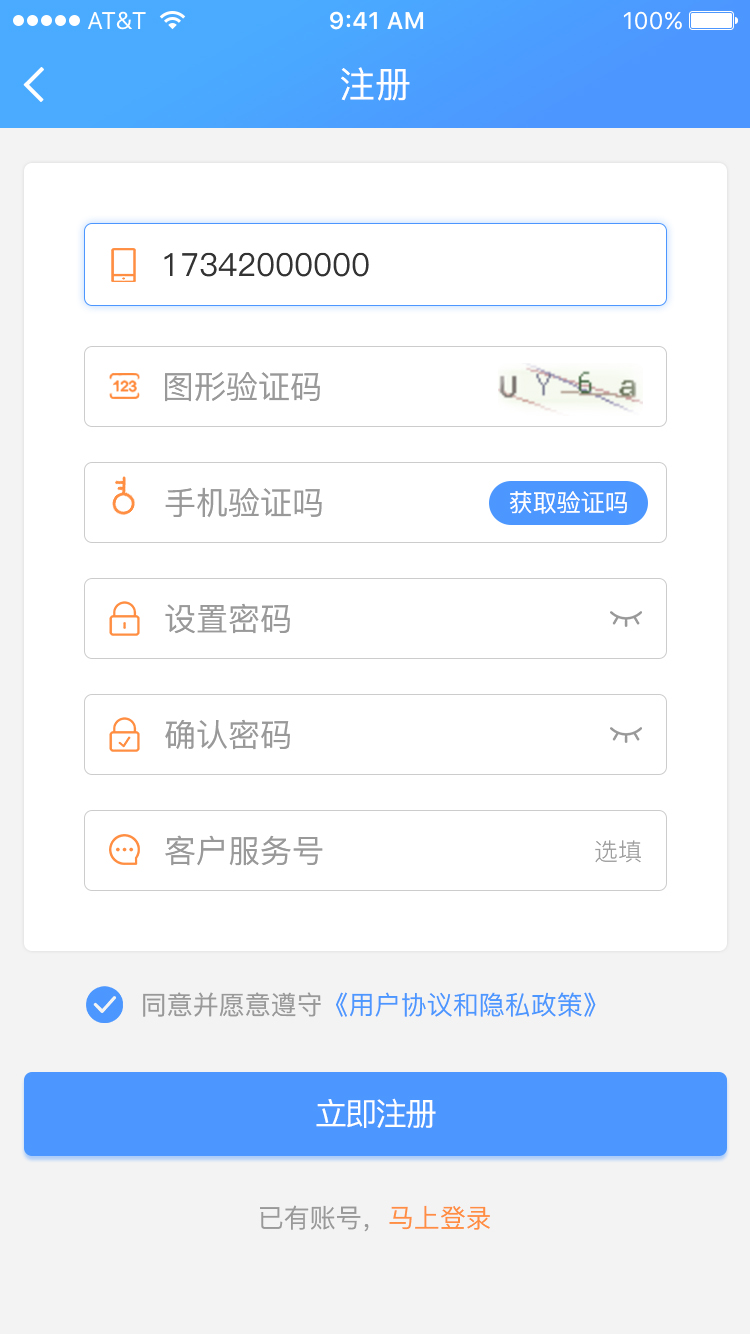 AT&T 9:41 AM 100%
注册
17342000000
123 图形验证码 UY6a
手机验证吗 获取验证吗
设置密码
确认密码
客户服务号 选填
同意并愿意遵守《用户协议和隐私政策》
立即注册
已有账号，马上登录